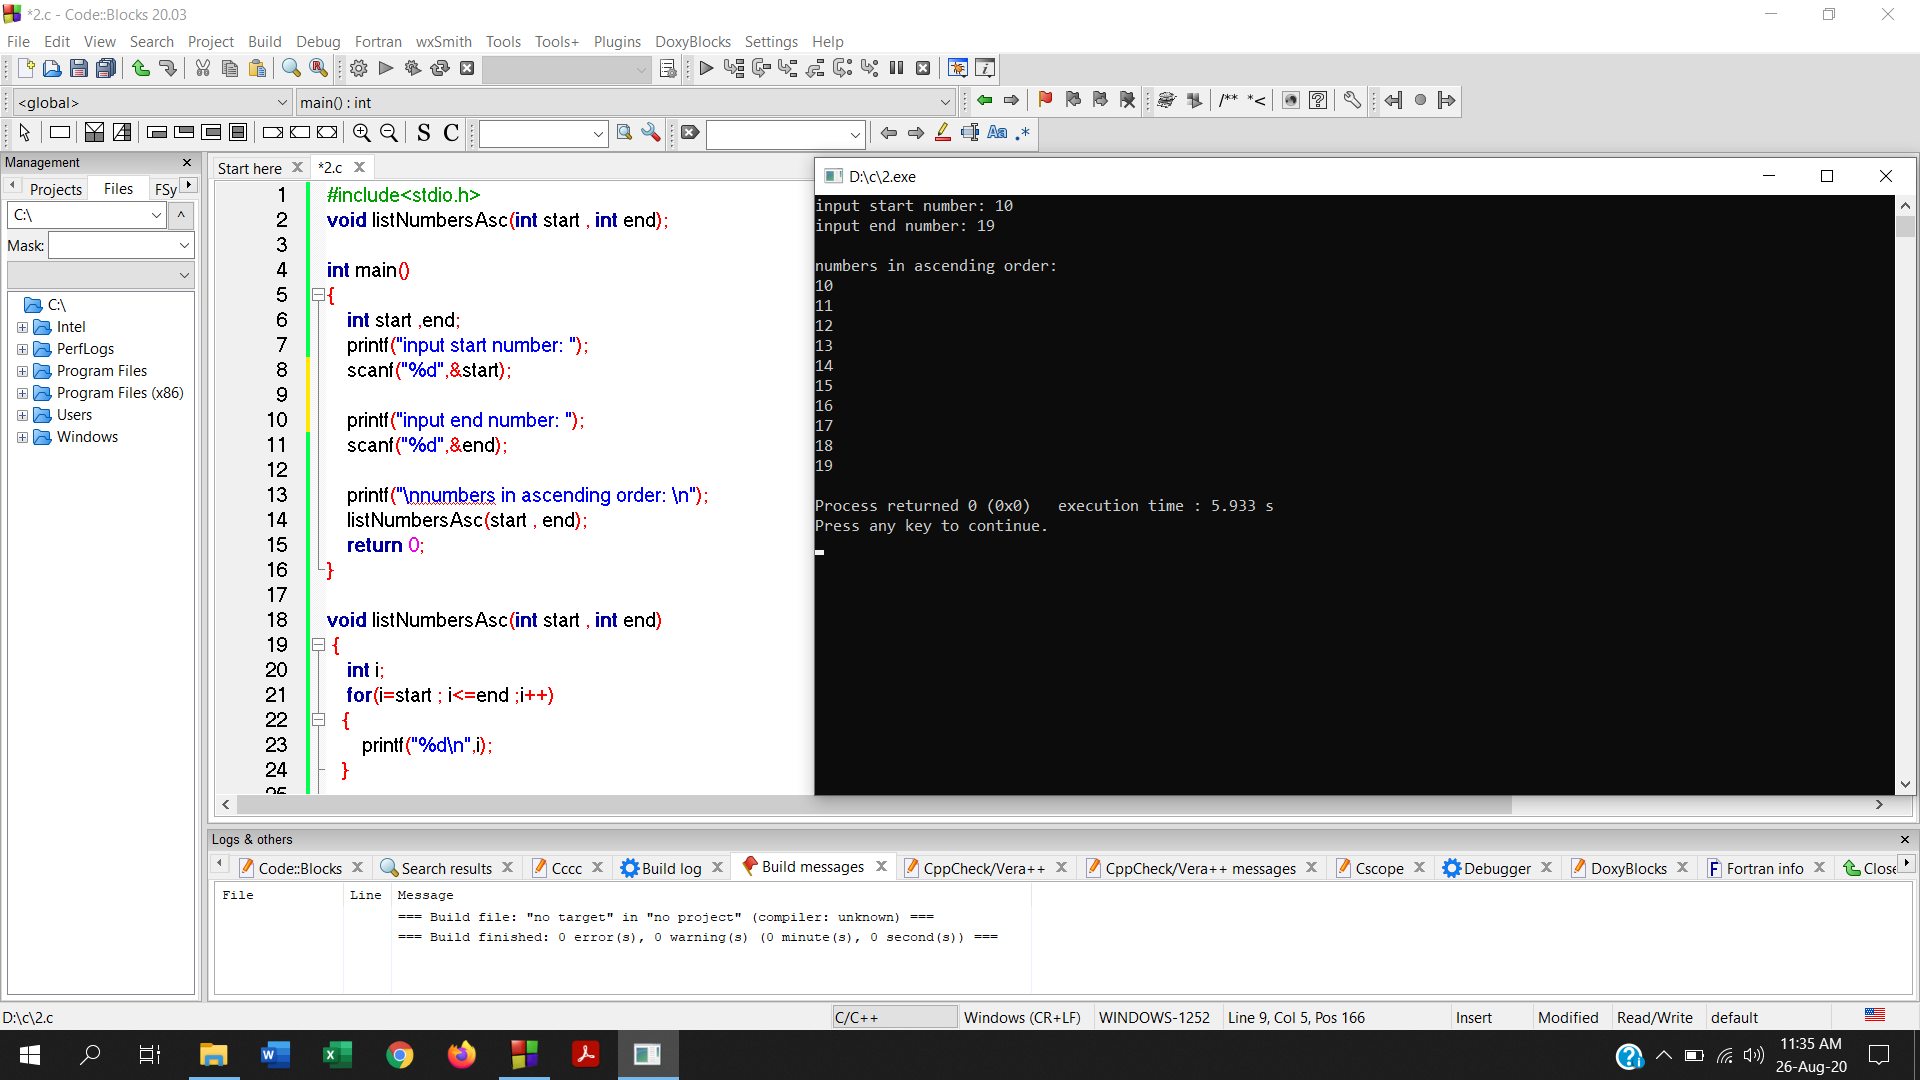 *2.c - Code::Blocks 20.03
File Edit View Search Project Build Debug Fortran wxSmith Tools Tools+ Plugins DoxyBlocks Settings Help
<global> main() : int
/** *<
S C
Aa .*
Management
Projects Files FSy
C:\
Mask:
C:\
Intel
PerfLogs
Program Files
Program Files (x86)
Users
Windows
Start here *2.c
1 #include<stdio.h>
2 void listNumbersAsc(int start , int end);
3
4 int main()
5 {
6 int start ,end;
7 printf("input start number: ");
8 scanf("%d",&start);
9
10 printf("input end number: ");
11 scanf("%d",&end);
12
13 printf("\nnumbers in ascending order: \n");
14 listNumbersAsc(start , end);
15 return 0;
16 }
17
18 void listNumbersAsc(int start , int end)
19 {
20 int i;
21 for(i=start ; i<=end ;i++)
22 {
23 printf("%d\n",i);
24 }
25
D:\c\2.exe
input start number: 10
input end number: 19
numbers in ascending order:
10
11
12
13
14
15
16
17
18
19
Process returned 0 (0x0) execution time : 5.933 s
Press any key to continue.
Logs & others
Code::Blocks Search results Cccc Build log Build messages CppCheck/Vera++ CppCheck/Vera++ messages Cscope Debugger DoxyBlocks Fortran info Close
File Line Message
=== Build file: "no target" in "no project" (compiler: unknown) ===
=== Build finished: 0 error(s), 0 warning(s) (0 minute(s), 0 second(s)) ===
D:\c\2.c C/C++ Windows (CR+LF) WINDOWS-1252 Line 9, Col 5, Pos 166 Insert Modified Read/Write default
11:35 AM
26-Aug-20